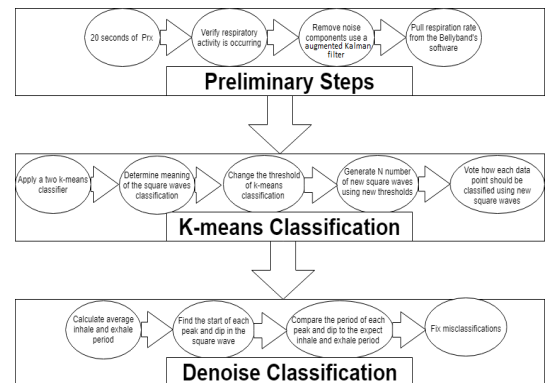 20 seconds of Prx
Verify respiratory
activity is occurring
Remove noise
components use a
augmented Kalman
filter
Pull respiration rate
from the Bellyband's
software
Preliminary Steps
Apply a two k-means
classifier
Determine meaning
of the square waves
classification
Change the threshold
of k-means
classification
Generate N number
of new square waves
using new thresholds
Vote how each data
point should be
classified using new
square waves
K-means Classification
Calculate average
inhale and exhale
period
Find the start of each
peak and dip in the
square wave
Compare the period of each
peak and dip to the expect
inhale and exhale period
Fix misclassifications
Denoise Classification